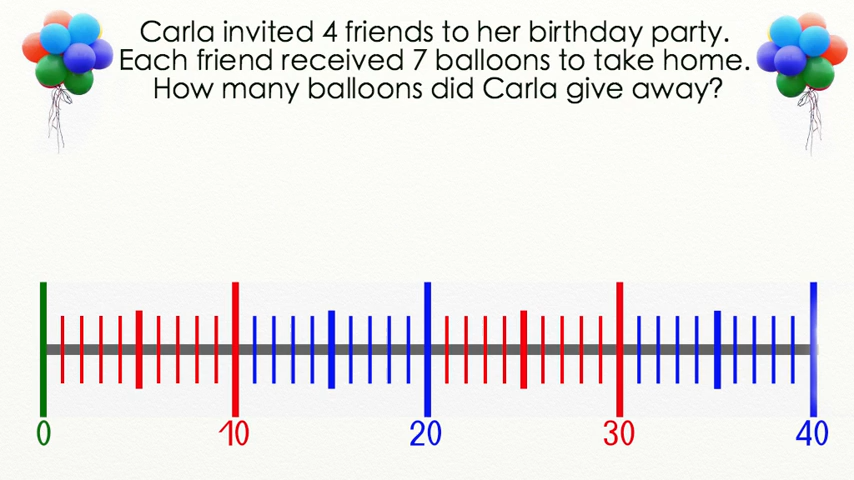 Carla invited 4 friends to her birthday party.
Each friend received 7 balloons to take home.
How many balloons did Carla give away?
0 10 20 30 40